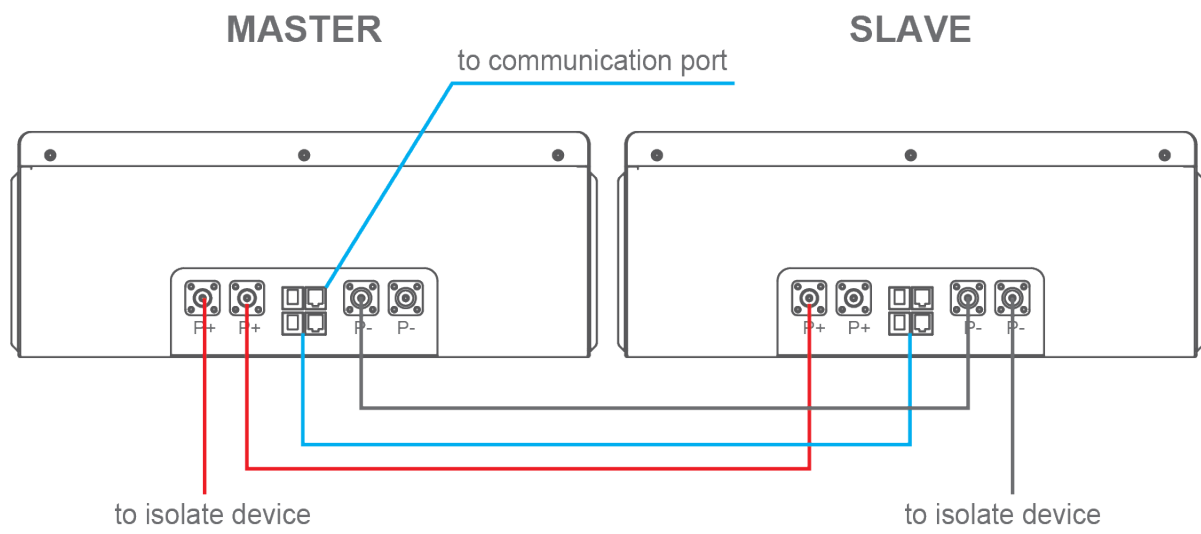 MASTER
SLAVE
to communication port
P+
P+
P-
P-
P+
P+
P-
P-
to isolate device
to isolate device